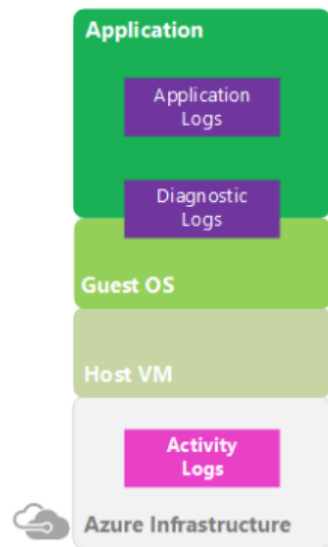 Application
Application
Logs
Diagnostic
Logs
Guest OS
Host VM
Activity
Logs
Azure Infrastructure